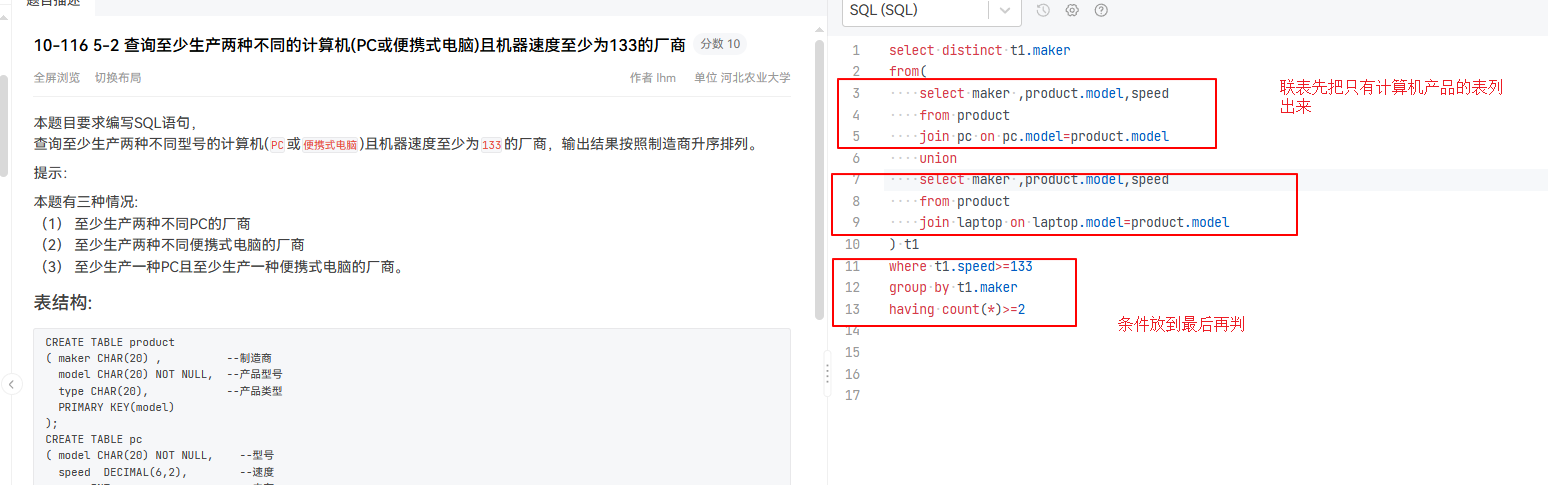 题目描述
10-116 5-2 查询至少生产两种不同的计算机(PC或便携式电脑)且机器速度至少为133的厂商 分数 10
全屏浏览 切换布局 作者 lhm 单位 河北农业大学
本题目要求编写SQL语句，
查询至少生产两种不同型号的计算机(PC或便携式电脑)且机器速度至少为133的厂商，输出结果按照制造商升序排列。
提示：
本题有三种情况:
（1） 至少生产两种不同PC的厂商
（2） 至少生产两种不同便携式电脑的厂商
（3） 至少生产一种PC且至少生产一种便携式电脑的厂商。
表结构:
CREATE TABLE product
( maker CHAR(20) , --制造商
model CHAR(20) NOT NULL, --产品型号
type CHAR(20), --产品类型
PRIMARY KEY(model)
);
CREATE TABLE pc
( model CHAR(20) NOT NULL, --型号
speed DECIMAL(6,2), --速度
SQL (SQL)
1 select distinct t1.maker
2 from(
3 select maker ,product.model,speed
4 from product
5 join pc on pc.model=product.model
6 union
7 select maker ,product.model,speed
8 from product
9 join laptop on laptop.model=product.model
10 ) t1
11 where t1.speed>=133
12 group by t1.maker
13 having count(*)>=2
14
15
16
17
联表先把只有计算机产品的表列
出来
条件放到最后再判